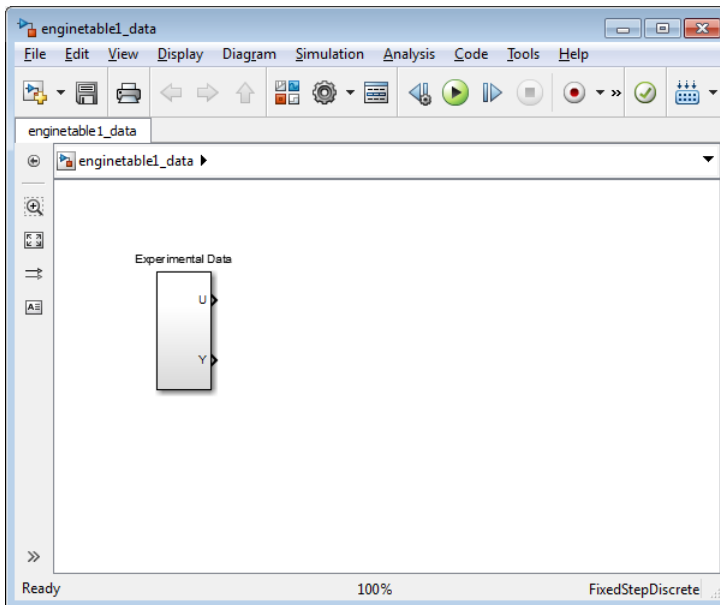 enginetable1_data
File Edit View Display Diagram Simulation Analysis Code Tools Help
enginetable1_data
enginetable1_data
Experimental Data
U
Y
Ready 100% FixedStepDiscrete